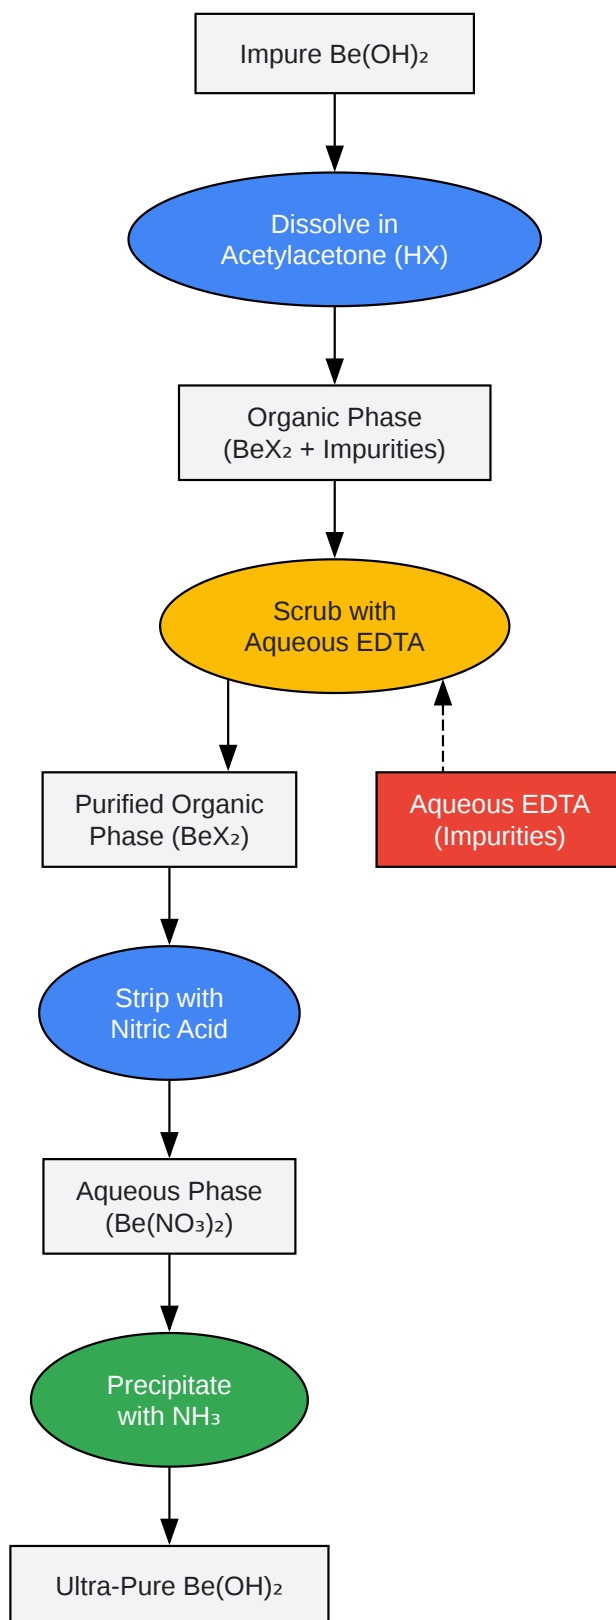 Impure Be(OH)₂
Dissolve in
Acetylacetone (HX)
Organic Phase
(BeX₂ + Impurities)
Scrub with
Aqueous EDTA
Purified Organic
Phase (BeX₂)
Aqueous EDTA
(Impurities)
Strip with
Nitric Acid
Aqueous Phase
(Be(NO₃)₂)
Precipitate
with NH₃
Ultra-Pure Be(OH)₂